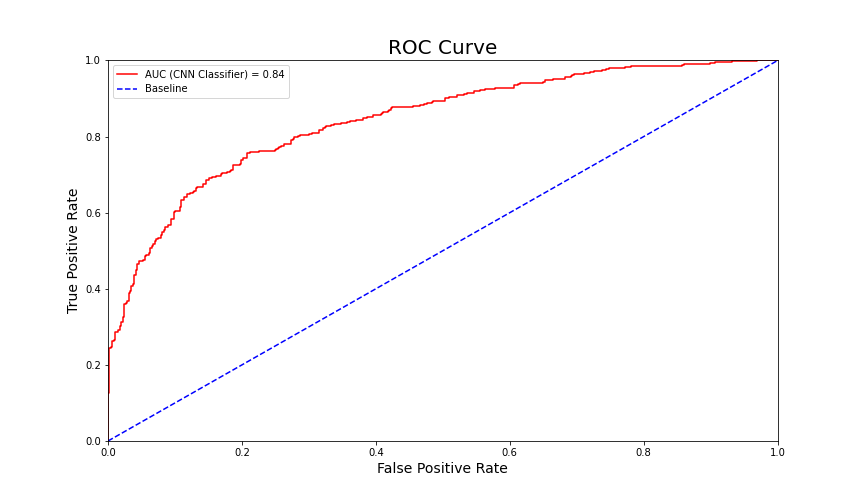 ROC Curve
1.0
AUC (CNN Classifier) = 0.84
Baseline
0.8
0.6
0.4
0.2
0.0
True Positive Rate
0.0 0.2 0.4 0.6 0.8 1.0
False Positive Rate